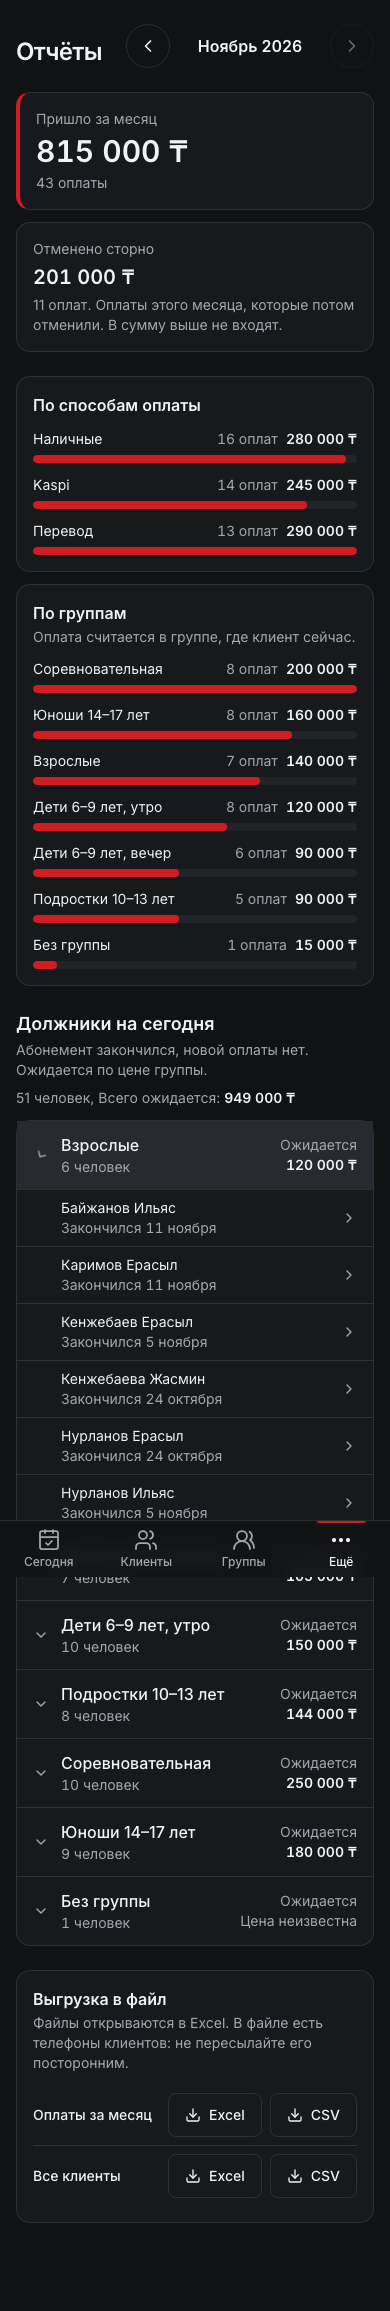 Отчёты
Ноябрь 2026
Пришло за месяц
815 000 ₸
43 оплаты
Отменено сторно
201 000 ₸
11 оплат. Оплаты этого месяца, которые потом
отменили. В сумму выше не входят.
По способам оплаты
Наличные 16 оплат 280 000 ₸
Kaspi 14 оплат 245 000 ₸
Перевод 13 оплат 290 000 ₸
По группам
Оплата считается в группе, где клиент сейчас.
Соревновательная 8 оплат 200 000 ₸
Юноши 14–17 лет 8 оплат 160 000 ₸
Взрослые 7 оплат 140 000 ₸
Дети 6–9 лет, утро 8 оплат 120 000 ₸
Дети 6–9 лет, вечер 6 оплат 90 000 ₸
Подростки 10–13 лет 5 оплат 90 000 ₸
Без группы 1 оплата 15 000 ₸
Должники на сегодня
Абонемент закончился, новой оплаты нет.
Ожидается по цене группы.
51 человек, Всего ожидается: 949 000 ₸
Взрослые Ожидается
6 человек 120 000 ₸
Байжанов Ильяс
Закончился 11 ноября
Каримов Ерасыл
Закончился 11 ноября
Кенжебаев Ерасыл
Закончился 5 ноября
Кенжебаева Жасмин
Закончился 24 октября
Нурланов Ерасыл
Закончился 24 октября
Нурланов Ильяс
Закончился 5 ноября
Сегодня Клиенты Группы Ещё
7 человек 105 000 ₸
Дети 6–9 лет, утро Ожидается
10 человек 150 000 ₸
Подростки 10–13 лет Ожидается
8 человек 144 000 ₸
Соревновательная Ожидается
10 человек 250 000 ₸
Юноши 14–17 лет Ожидается
9 человек 180 000 ₸
Без группы Ожидается
1 человек Цена неизвестна
Выгрузка в файл
Файлы открываются в Excel. В файле есть
телефоны клиентов: не пересылайте его
посторонним.
Оплаты за месяц Excel CSV
Все клиенты Excel CSV